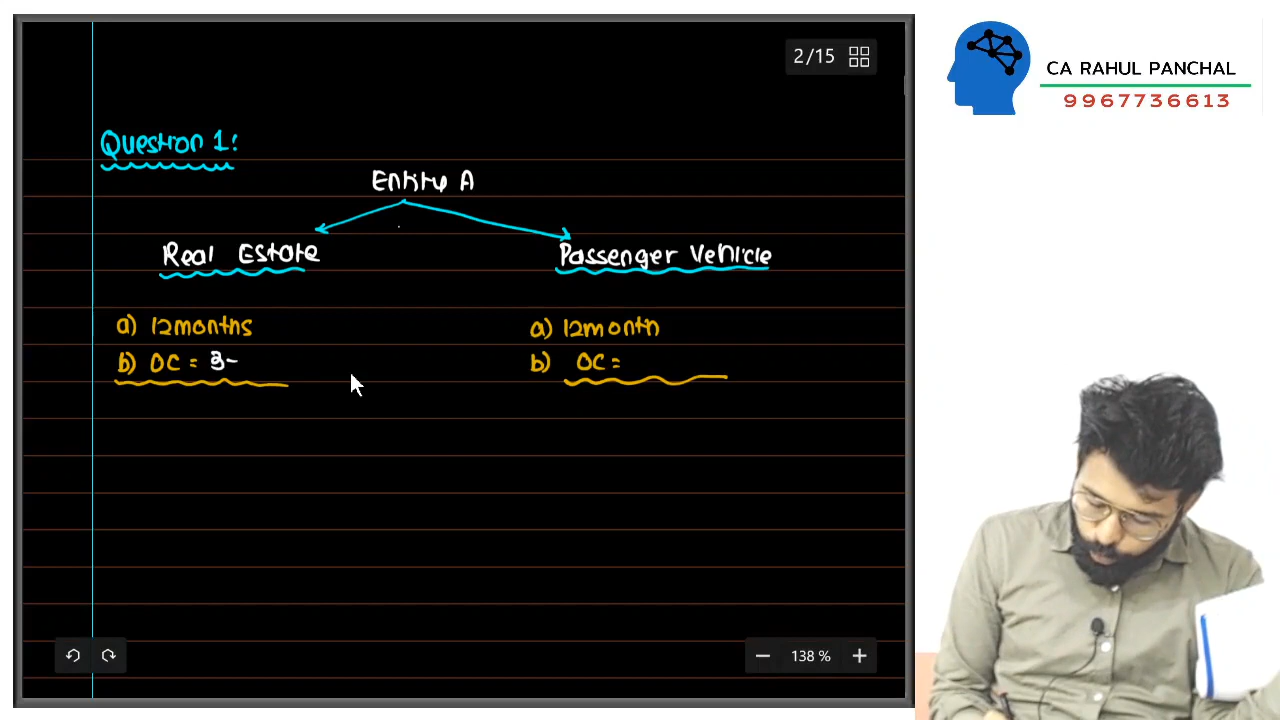 2/15
CA RAHUL PANCHAL
9967736613
Question 1:
Entity A
Real Estate
Passenger Vehicle
a) 12months
a) 12month
b) OC = 3-
b) OC =
138 %